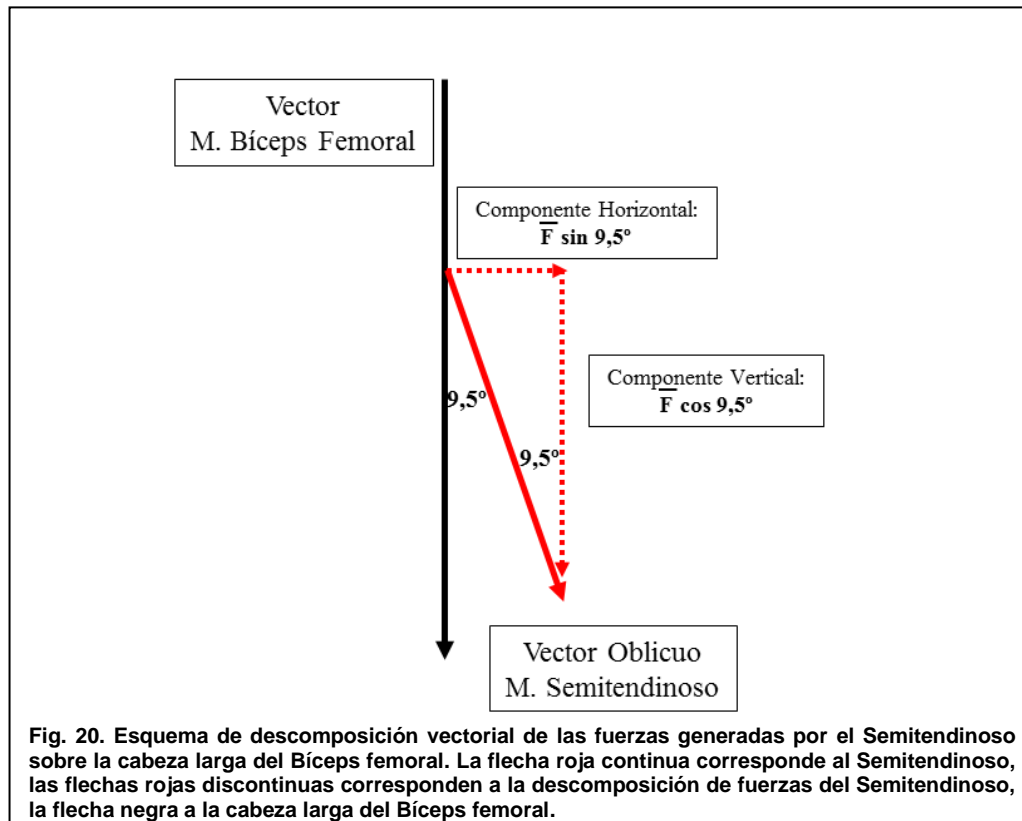 Vector
M. Bíceps Femoral
Componente Horizontal:
F sin 9,5º
Componente Vertical:
F cos 9,5º
9,5º
9,5º
Vector Oblicuo
M. Semitendinoso
Fig. 20. Esquema de descomposición vectorial de las fuerzas generadas por el Semitendinoso
sobre la cabeza larga del Bíceps femoral. La flecha roja continua corresponde al Semitendinoso,
las flechas rojas discontinuas corresponden a la descomposición de fuerzas del Semitendinoso,
la flecha negra a la cabeza larga del Bíceps femoral.